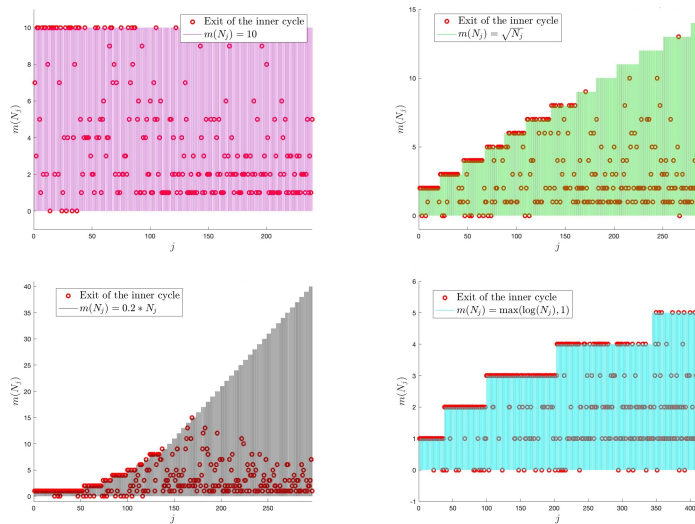 Exit of the inner cycle
m(N_j) = 10
10
8
6
4
2
0
m(N_j)
0 50 100 150 200
j
Exit of the inner cycle
m(N_j) = √N_j
15
10
5
0
m(N_j)
0 50 100 150 200 250
j
Exit of the inner cycle
m(N_j) = 0.2 * N_j
40
35
30
25
20
15
10
5
0
m(N_j)
0 50 100 150 200 250
j
Exit of the inner cycle
m(N_j) = max(log(N_j), 1)
6
5
4
3
2
1
0
-1
m(N_j)
0 50 100 150 200 250 300 350 400
j